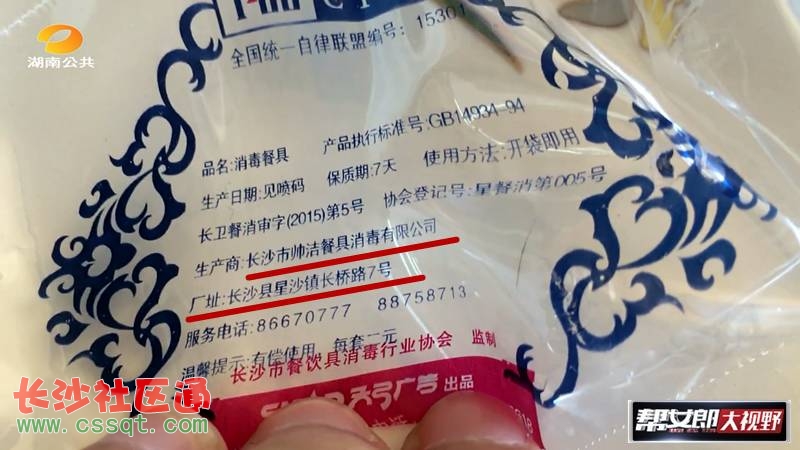 湖南公共
全国统一自律联盟编号:15301
品名:消毒餐具 产品执行标准号:GB14934-94
生产日期:见喷码 保质期:7天 使用方法:开袋即用
长卫餐消审字(2015)第5号 协会登记号:星餐消第005号
生产商:长沙市帅洁餐具消毒有限公司
厂址:长沙县星沙镇长桥路7号
服务电话:86670777 88758713
温馨提示:有偿使用 每套一元
长沙市餐饮具消毒行业协会 监制
广告 出品
长沙社区通
www.cssqt.com
帮女郎大视野